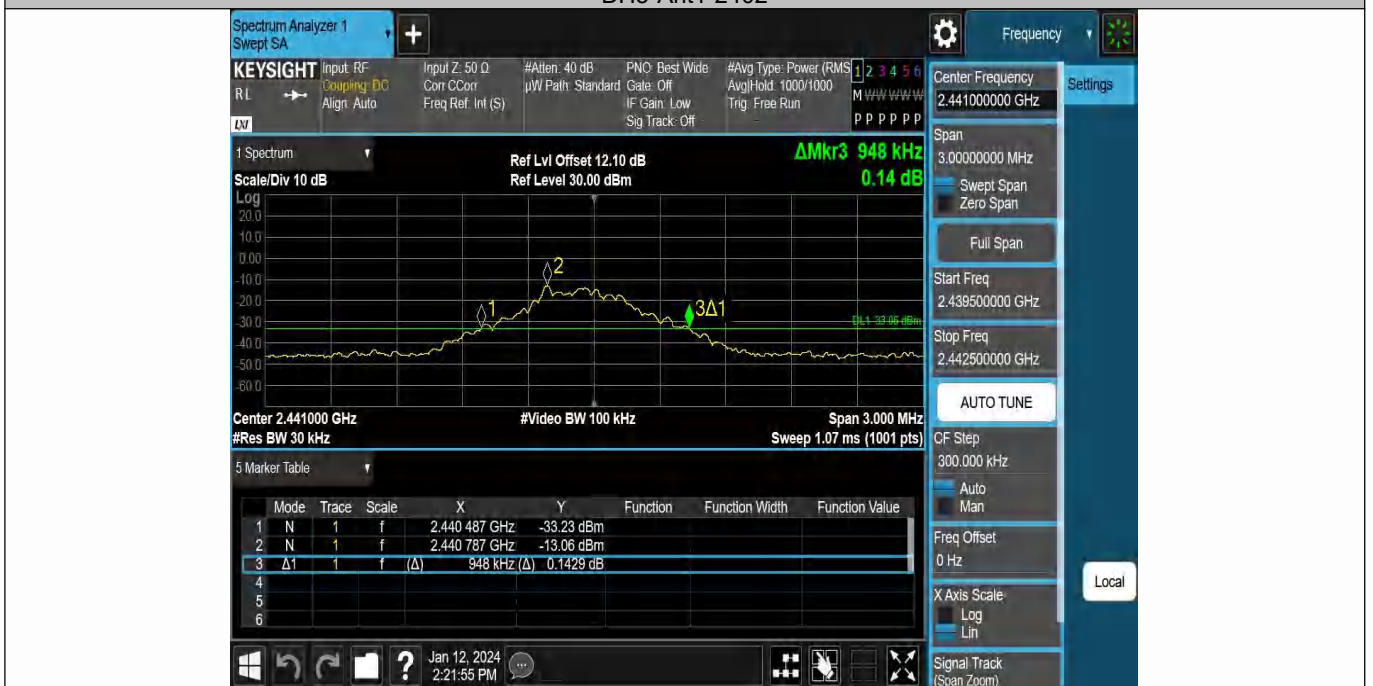 Spectrum Analyzer 1
Swept SA
+
Frequency
KEYSIGHT
RL
LXI
Input: RF
Coupling: DC
Align: Auto
Input Z: 50 Ω
Corr CCorr
Freq Ref: Int (S)
#Atten: 40 dB
µW Path: Standard
PNO: Best Wide
Gate: Off
IF Gain: Low
Sig Track: Off
#Avg Type: Power (RMS
Avg|Hold: 1000/1000
Trig: Free Run
1 2 3 4 5 6
M W W W W W
P P P P P P
1 Spectrum
Scale/Div 10 dB
Ref Lvl Offset 12.10 dB
Ref Level 30.00 dBm
ΔMkr3 948 kHz
0.14 dB
Log
20.0
10.0
0.00
-10.0
-20.0
-30.0
-40.0
-50.0
-60.0
2
1
3Δ1
DL1 -33.06 dBm
Center 2.441000 GHz
#Video BW 100 kHz
Span 3.000 MHz
#Res BW 30 kHz
Sweep 1.07 ms (1001 pts)
5 Marker Table
Mode Trace Scale X Y Function Function Width Function Value
1 N 1 f 2.440 487 GHz -33.23 dBm
2 N 1 f 2.440 787 GHz -13.06 dBm
3 Δ1 1 f (Δ) 948 kHz (Δ) 0.1429 dB
4
5
6
?
Jan 12, 2024
2:21:55 PM
Center Frequency
2.441000000 GHz
Settings
Span
3.00000000 MHz
Swept Span
Zero Span
Full Span
Start Freq
2.439500000 GHz
Stop Freq
2.442500000 GHz
AUTO TUNE
CF Step
300.000 kHz
Auto
Man
Freq Offset
0 Hz
X Axis Scale
Log
Lin
Local
Signal Track
(Span Zoom)